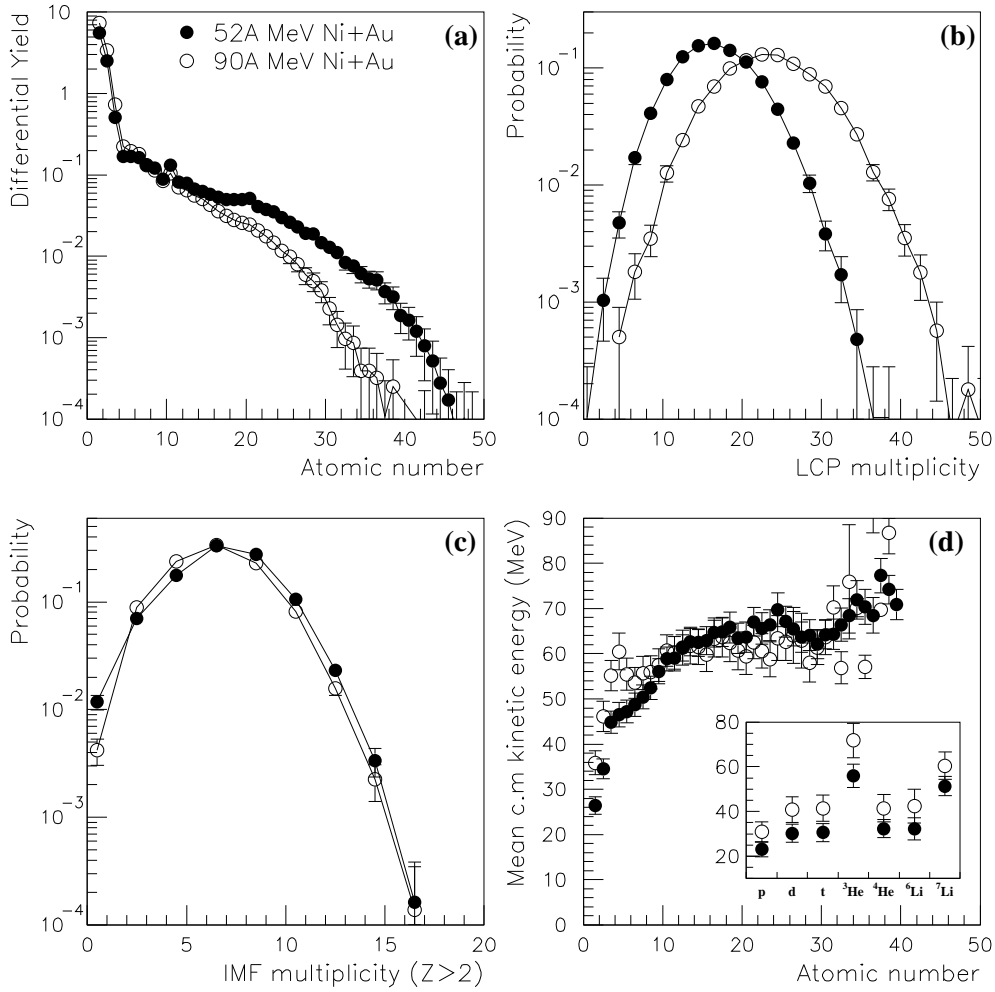 Differential Yield
10
1
10⁻¹
10⁻²
10⁻³
10⁻⁴
52A MeV Ni+Au
90A MeV Ni+Au
(a)
0 10 20 30 40 50
Atomic number
Probability
10⁻¹
10⁻²
10⁻³
10⁻⁴
(b)
0 10 20 30 40 50
LCP multiplicity
Probability
10⁻¹
10⁻²
10⁻³
10⁻⁴
(c)
0 5 10 15 20
IMF multiplicity (Z>2)
Mean c.m kinetic energy (MeV)
90
80
70
60
50
40
30
20
10
0
(d)
80
60
40
20
p d t ³He ⁴He ⁶Li ⁷Li
0 10 20 30 40 50
Atomic number